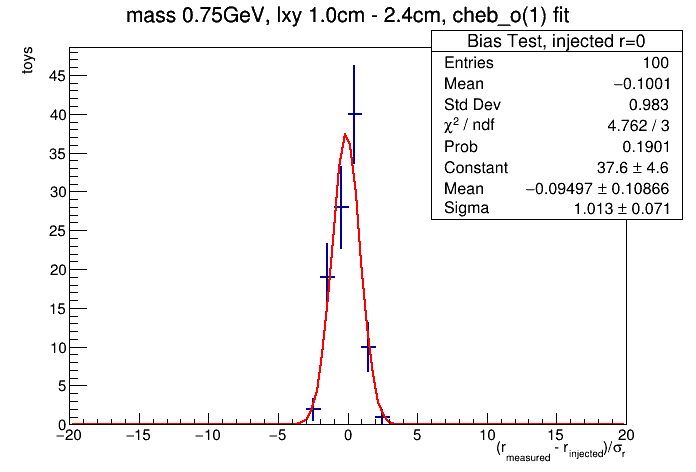 mass 0.75GeV, lxy 1.0cm - 2.4cm, cheb_o(1) fit
toys
Bias Test, injected r=0
Entries 100
Mean −0.1001
Std Dev 0.983
χ² / ndf 4.762 / 3
Prob 0.1901
Constant 37.6 ± 4.6
Mean −0.09497 ± 0.10866
Sigma 1.013 ± 0.071
45
40
35
30
25
20
15
10
5
0
−20 −15 −10 −5 0 5 10 15 20
(r_measured - r_injected)/σ_r